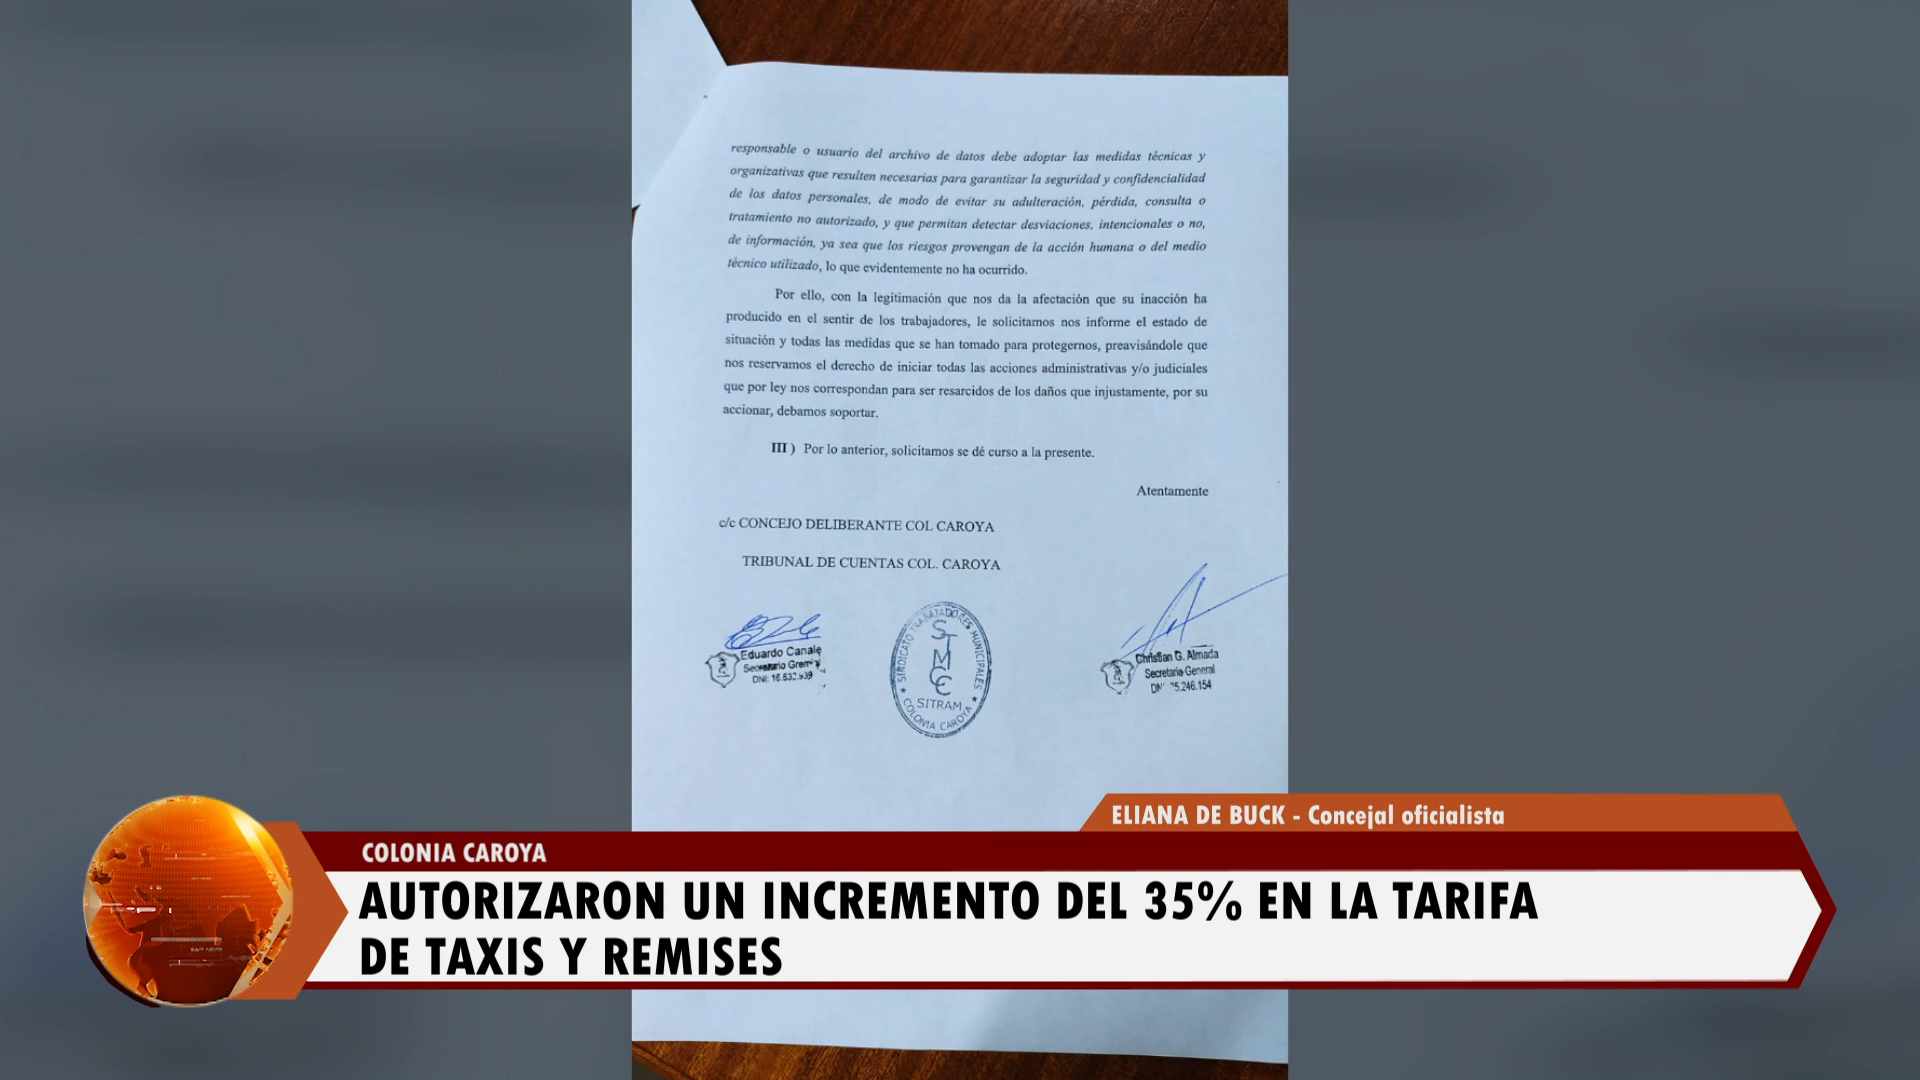 responsable o usuario del archivo de datos debe adoptar las medidas técnicas y
organizativas que resulten necesarias para garantizar la seguridad y confidencialidad
de los datos personales, de modo de evitar su adulteración, pérdida, consulta o
tratamiento no autorizado, y que permitan detectar desviaciones, intencionales o no,
de información, ya sea que los riesgos provengan de la acción humana o del medio
técnico utilizado, lo que evidentemente no ha ocurrido.
Por ello, con la legitimación que nos da la afectación que su inacción ha
producido en el sentir de los trabajadores, le solicitamos nos informe el estado de
situación y todas las medidas que se han tomado para protegernos, preavisándole que
nos reservamos el derecho de iniciar todas las acciones administrativas y/o judiciales
que por ley nos correspondan para ser resarcidos de los daños que injustamente, por su
accionar, debamos soportar.
III ) Por lo anterior, solicitamos se dé curso a la presente.
Atentamente
c/c CONCEJO DELIBERANTE COL CAROYA
TRIBUNAL DE CUENTAS COL. CAROYA
Eduardo Canale
Secretario Gremial
DNI:
SINDICATO TRABAJADORES MUNICIPALES
STMCC
SITRAM
COLONIA CAROYA
Christian G. Almada
Secretario General
ELIANA DE BUCK - Concejal oficialista
COLONIA CAROYA
AUTORIZARON UN INCREMENTO DEL 35% EN LA TARIFA
DE TAXIS Y REMISES